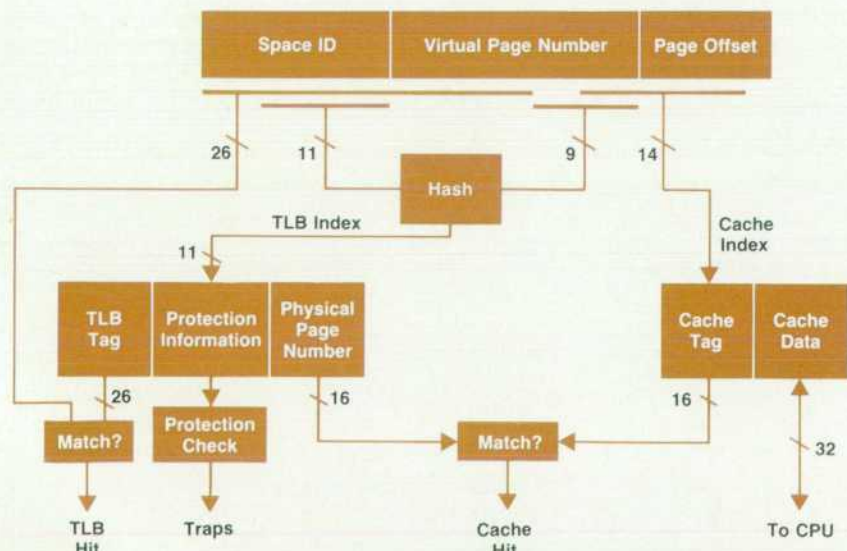 Space ID
Virtual Page Number
Page Offset
26
11
9
14
Hash
TLB Index
Cache
Index
11
TLB
Tag
Protection
Information
Physical
Page
Number
Cache
Tag
Cache
Data
26
16
16
32
Match?
Protection
Check
Match?
TLB
Hit
Traps
Cache
Hit
To CPU